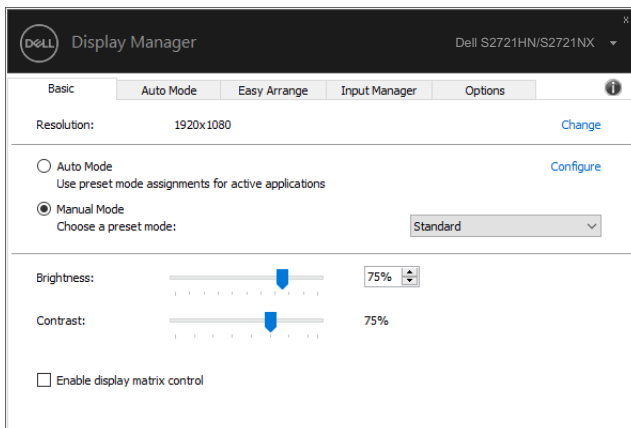 x
DELL Display Manager Dell S2721HN/S2721NX
Basic Auto Mode Easy Arrange Input Manager Options
Resolution: 1920x1080 Change
Auto Mode Configure
Use preset mode assignments for active applications
Manual Mode
Choose a preset mode: Standard
Brightness: 75%
Contrast: 75%
Enable display matrix control